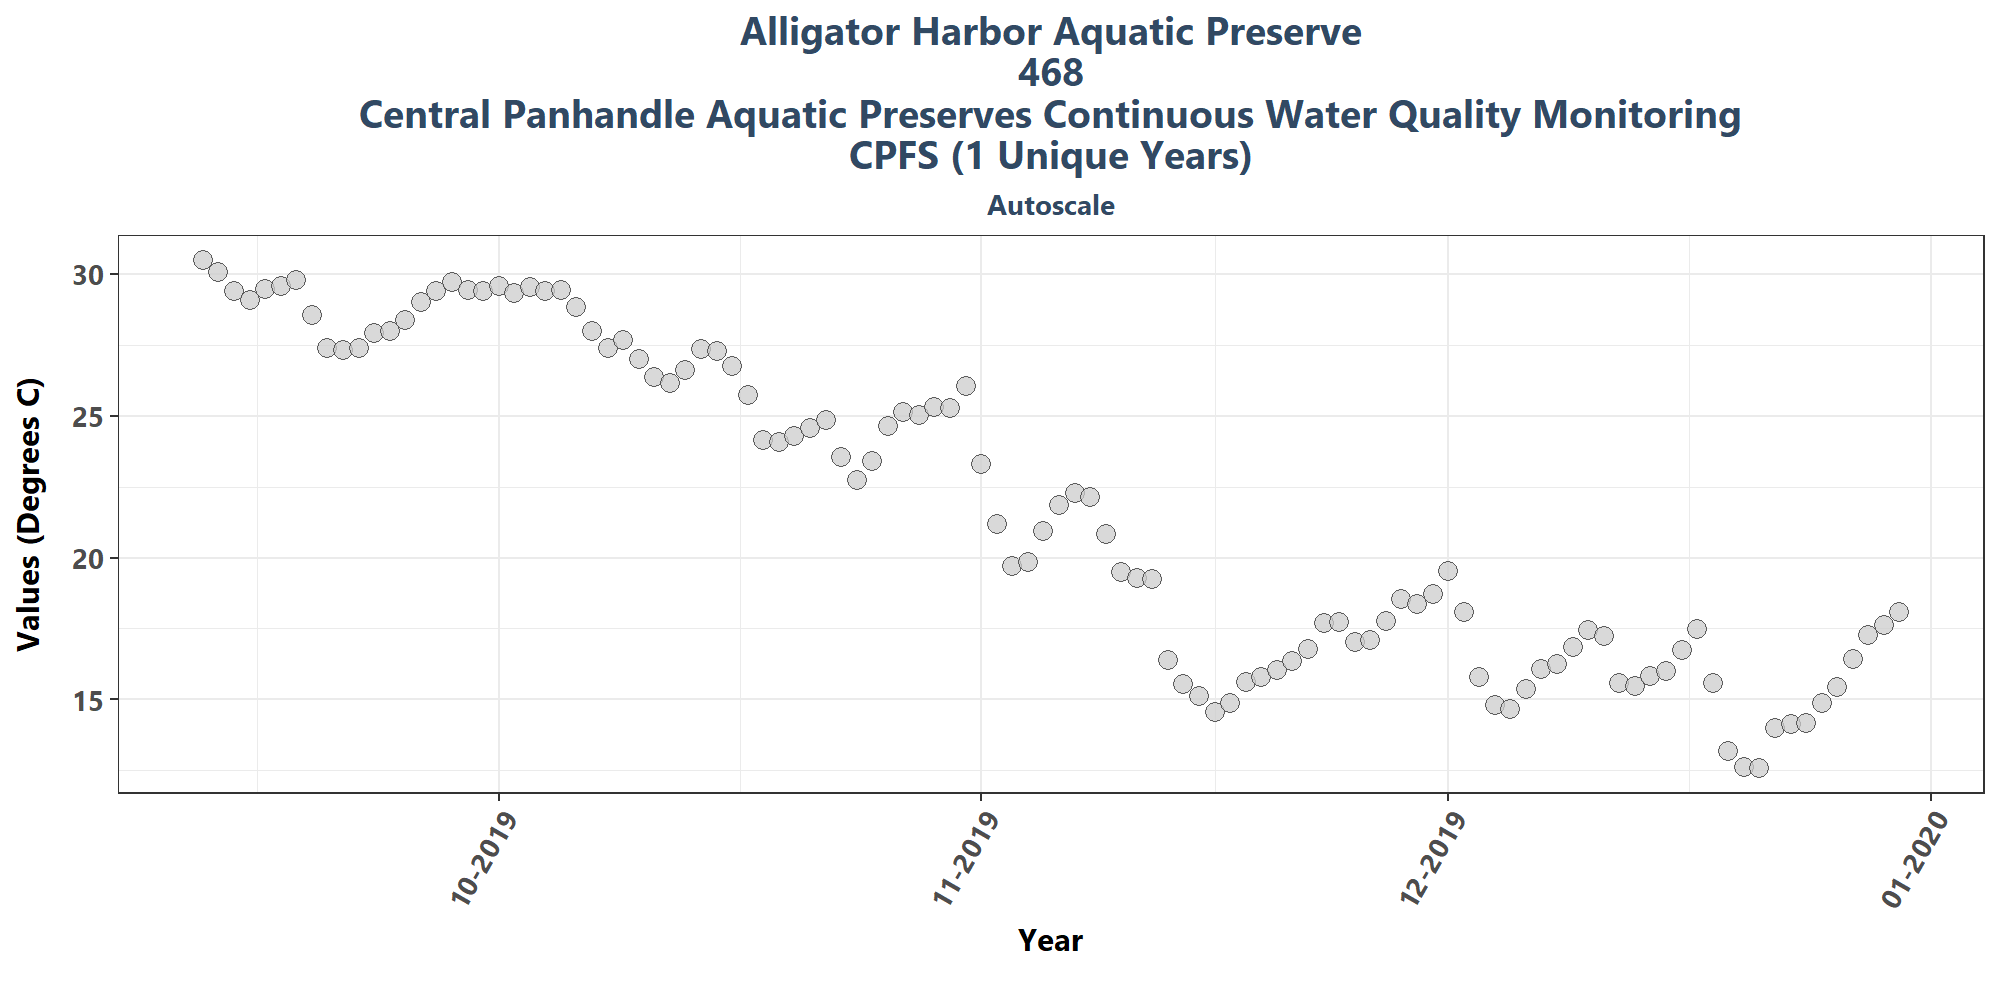 Alligator Harbor Aquatic Preserve
468
Central Panhandle Aquatic Preserves Continuous Water Quality Monitoring
CPFS (1 Unique Years)
Autoscale
Values (Degrees C)
30
25
20
15
10-2019
11-2019
12-2019
01-2020
Year